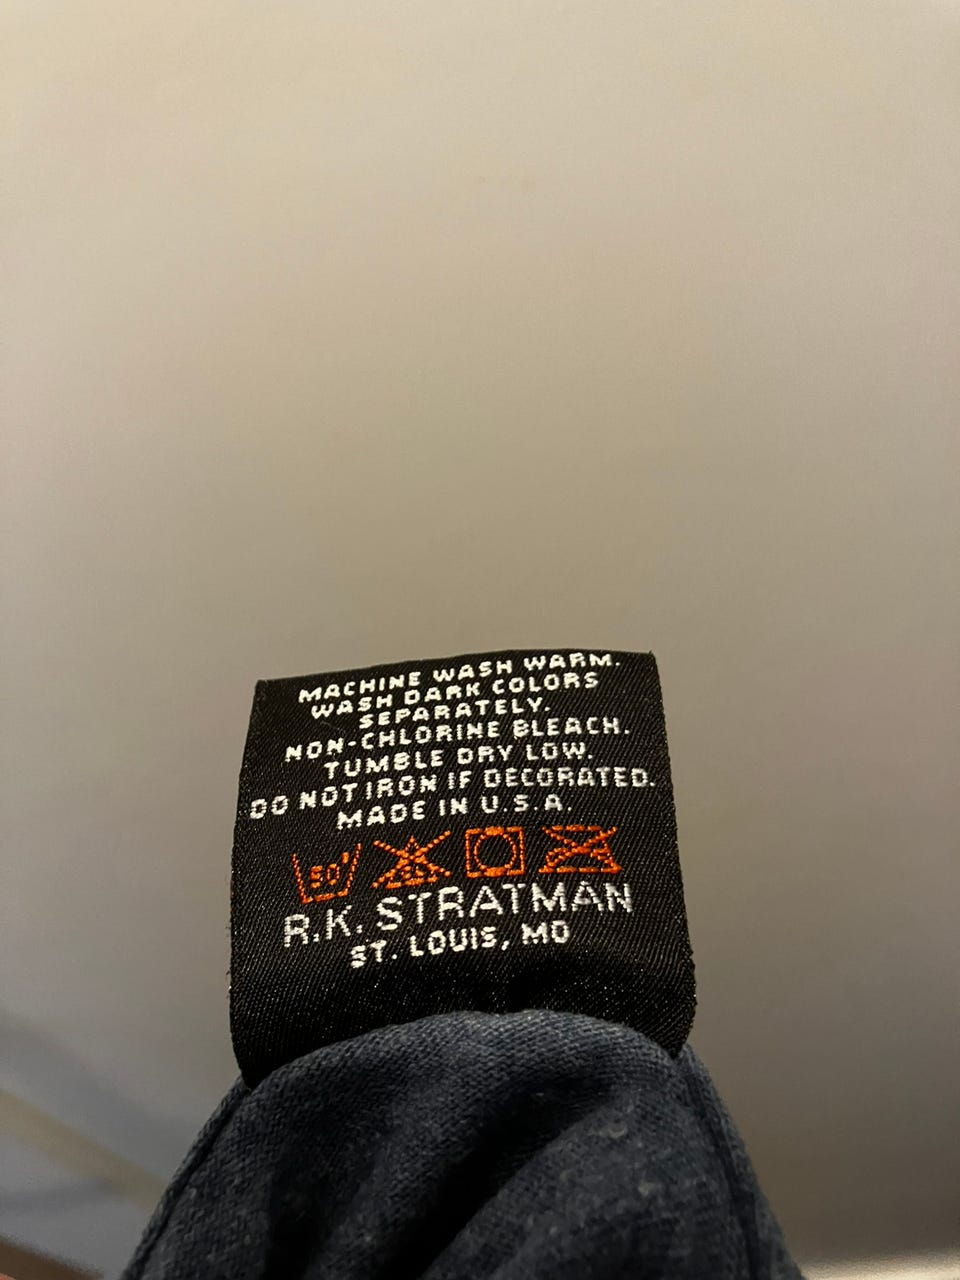 MACHINE WASH WARM.
WASH DARK COLORS
SEPARATELY.
NON-CHLORINE BLEACH.
TUMBLE DRY LOW.
DO NOT IRON IF DECORATED.
MADE IN U.S.A.
R.K. STRATMAN
ST. LOUIS, MO